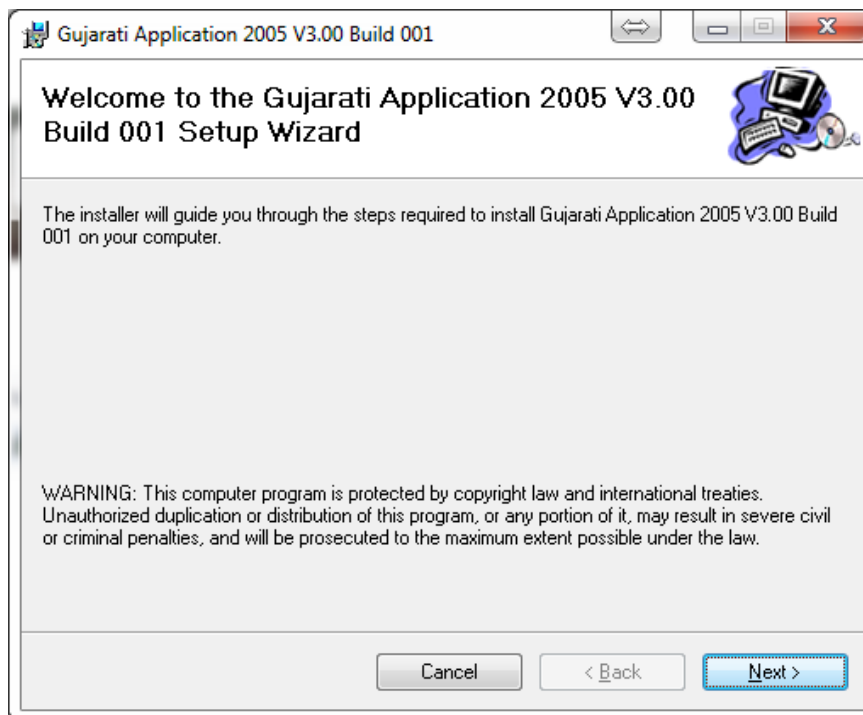 Gujarati Application 2005 V3.00 Build 001
Welcome to the Gujarati Application 2005 V3.00
Build 001 Setup Wizard
The installer will guide you through the steps required to install Gujarati Application 2005 V3.00 Build
001 on your computer.
WARNING: This computer program is protected by copyright law and international treaties.
Unauthorized duplication or distribution of this program, or any portion of it, may result in severe civil
or criminal penalties, and will be prosecuted to the maximum extent possible under the law.
Cancel < Back Next >